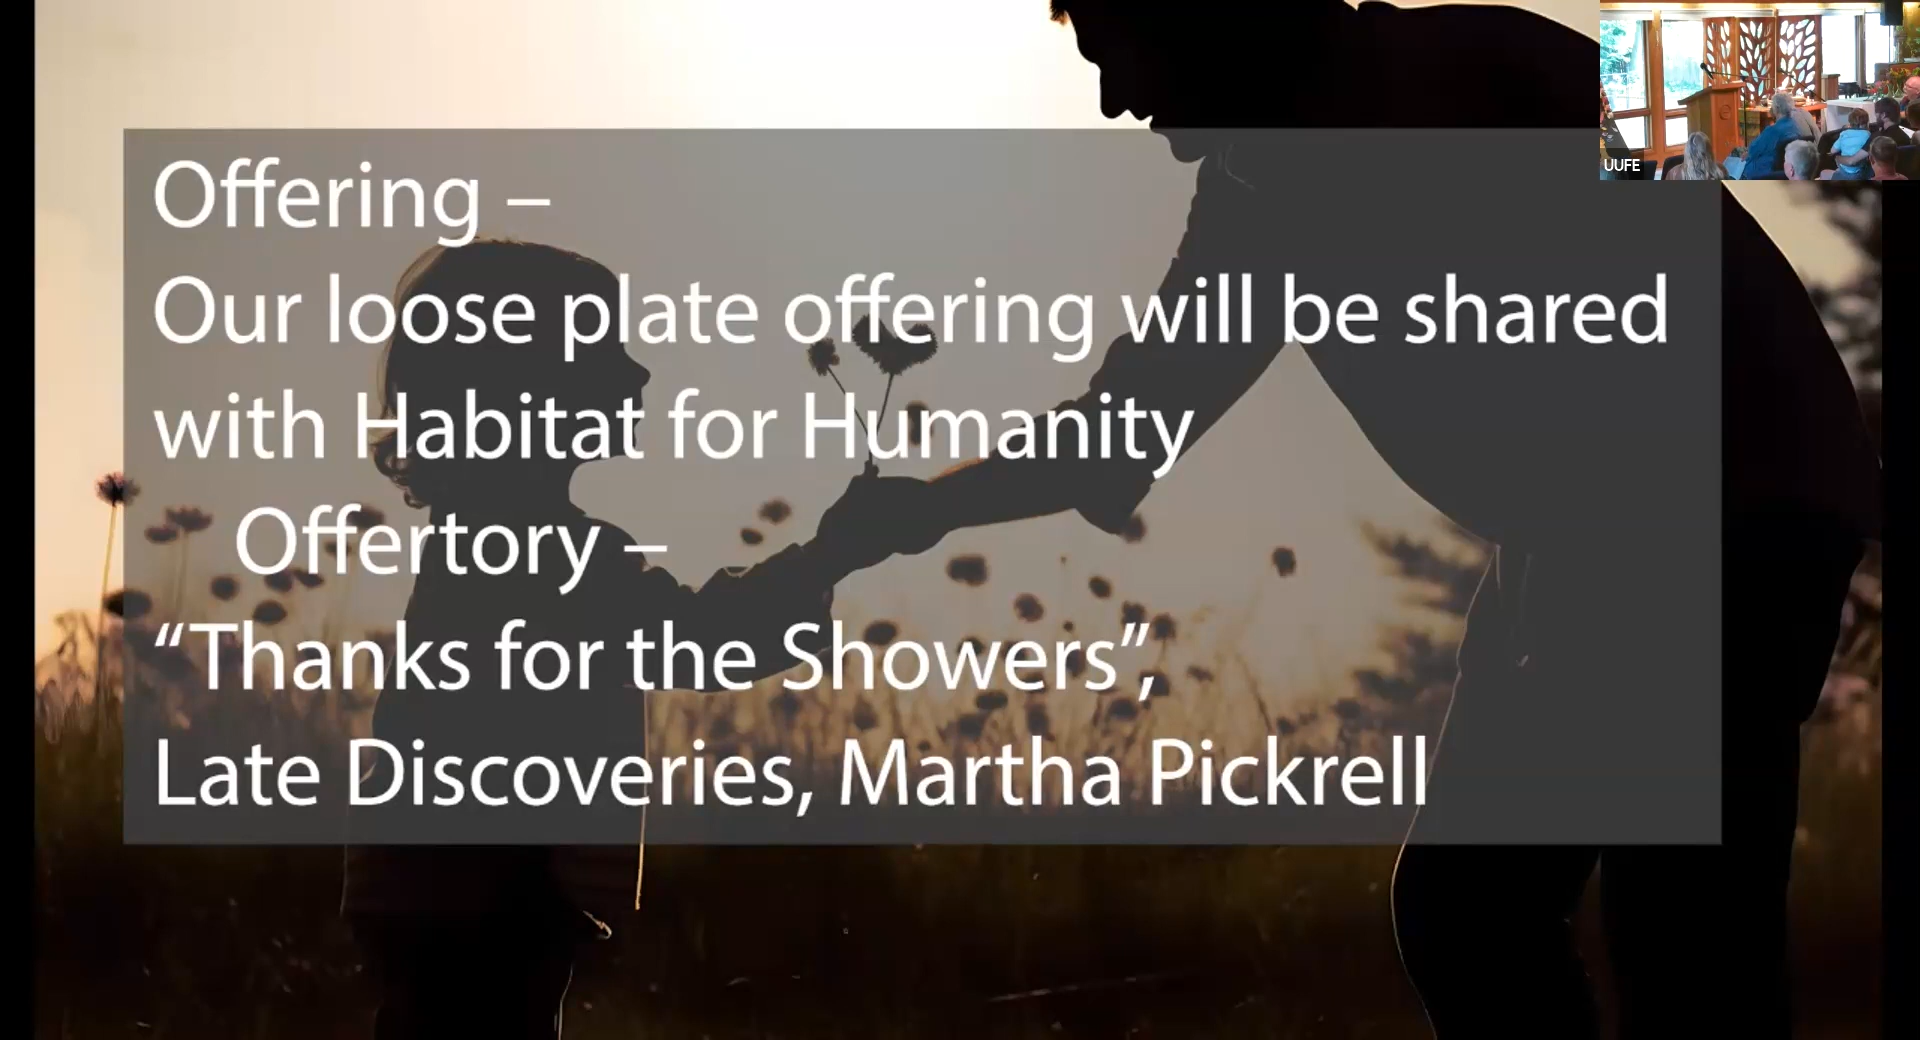 Offering –
Our loose plate offering will be shared
with Habitat for Humanity
Offertory –
“Thanks for the Showers”,
Late Discoveries, Martha Pickrell
UUFE